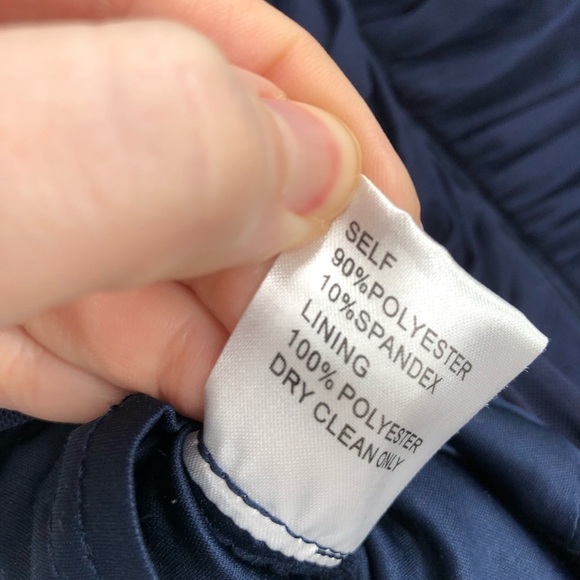 SELF
90%POLYESTER
10%SPANDEX
LINING
100% POLYESTER
DRY CLEAN ONLY